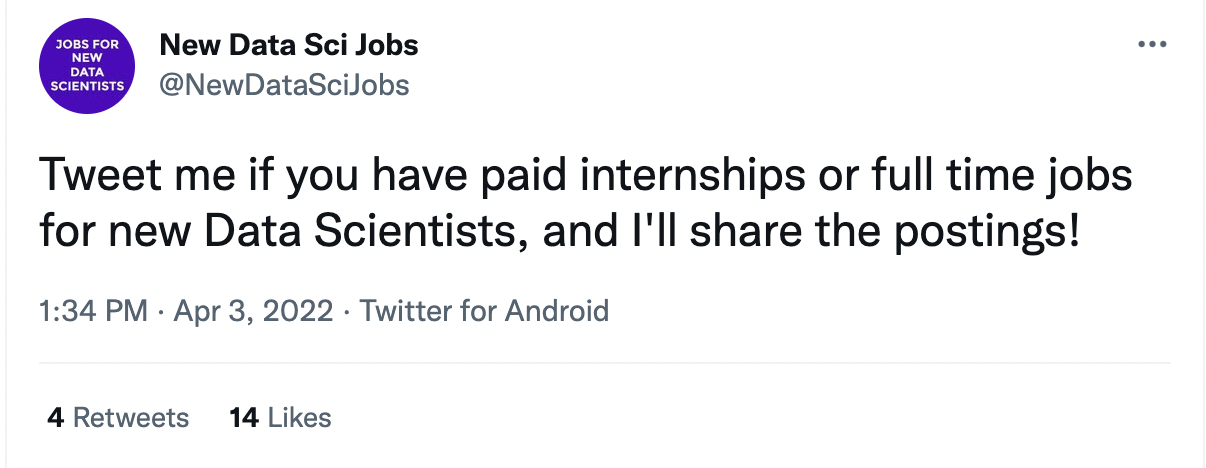 JOBS FOR
NEW
DATA
SCIENTISTS
New Data Sci Jobs
@NewDataSciJobs
Tweet me if you have paid internships or full time jobs
for new Data Scientists, and I'll share the postings!
1:34 PM · Apr 3, 2022 · Twitter for Android
4 Retweets 14 Likes